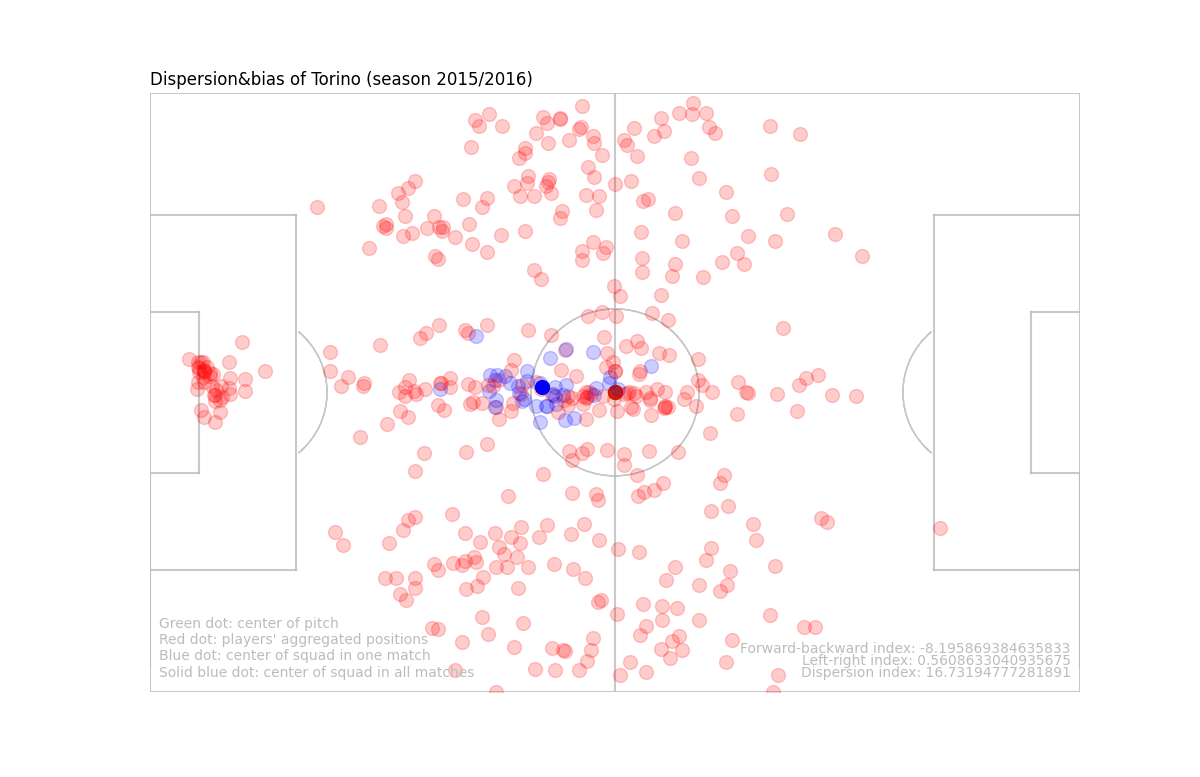 Dispersion&bias of Torino (season 2015/2016)
Green dot: center of pitch
Red dot: players' aggregated positions
Blue dot: center of squad in one match
Solid blue dot: center of squad in all matches
Forward-backward index: -8.195869384635833
Left-right index: 0.5608633040935675
Dispersion index: 16.73194777281891